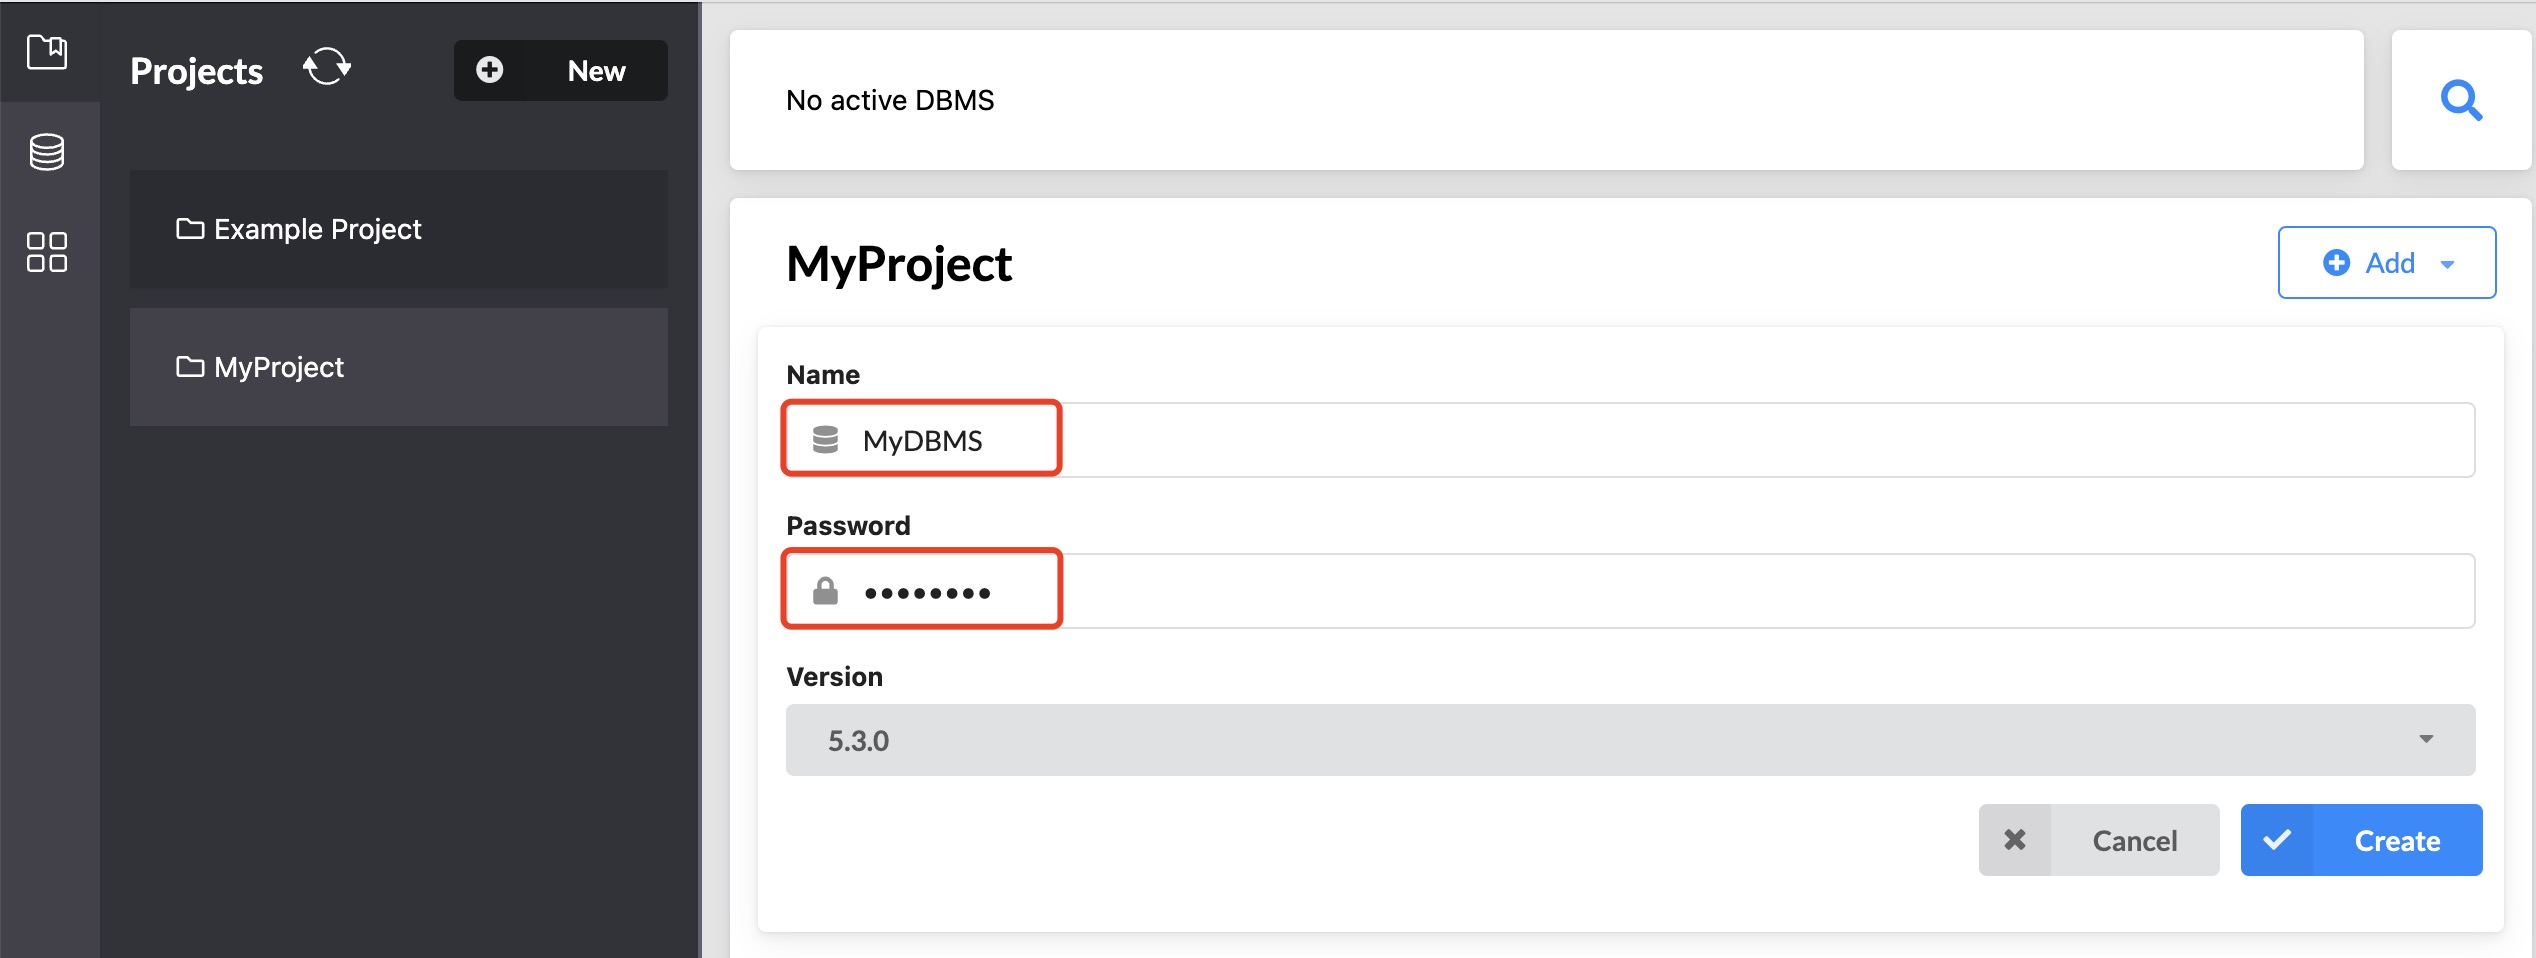 Projects
New
Example Project
MyProject
No active DBMS
MyProject
Add
Name
MyDBMS
Password
••••••••
Version
5.3.0
Cancel
Create